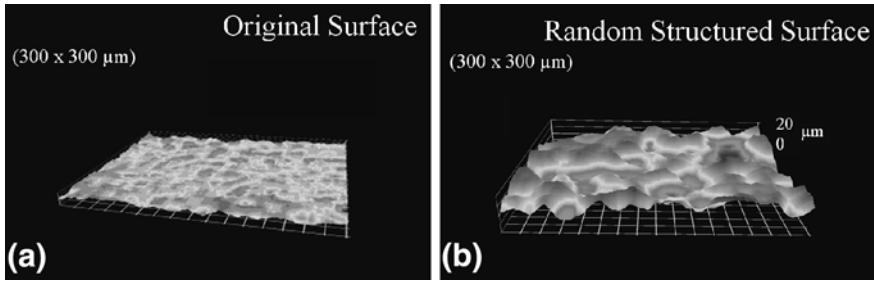 Original Surface
(300 x 300 µm)
(a)
Random Structured Surface
(300 x 300 µm)
20
µm
0
(b)